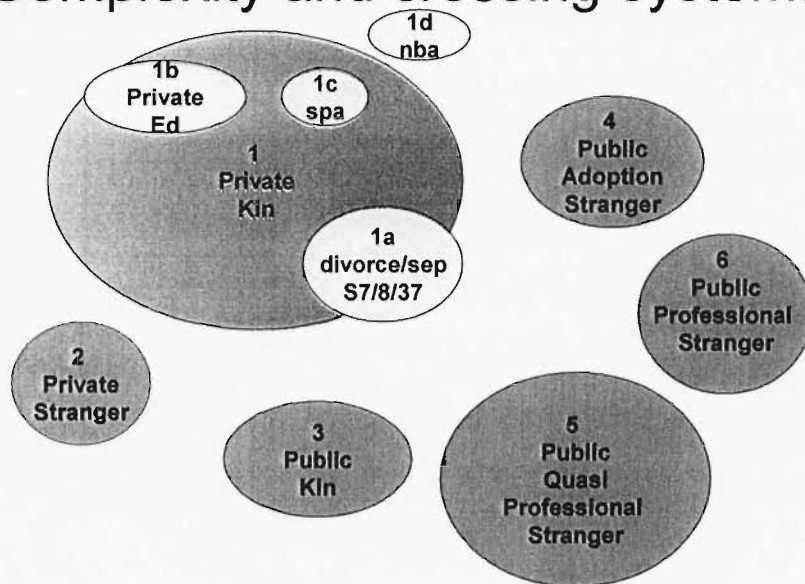 Complexity and crossing systems
1d
nba
1b
Private
Ed
1c
spa
1
Private
Kin
4
Public
Adoption
Stranger
1a
divorce/sep
S7/8/37
6
Public
Professional
Stranger
2
Private
Stranger
3
Public
Kin
5
Public
Quasi
Professional
Stranger